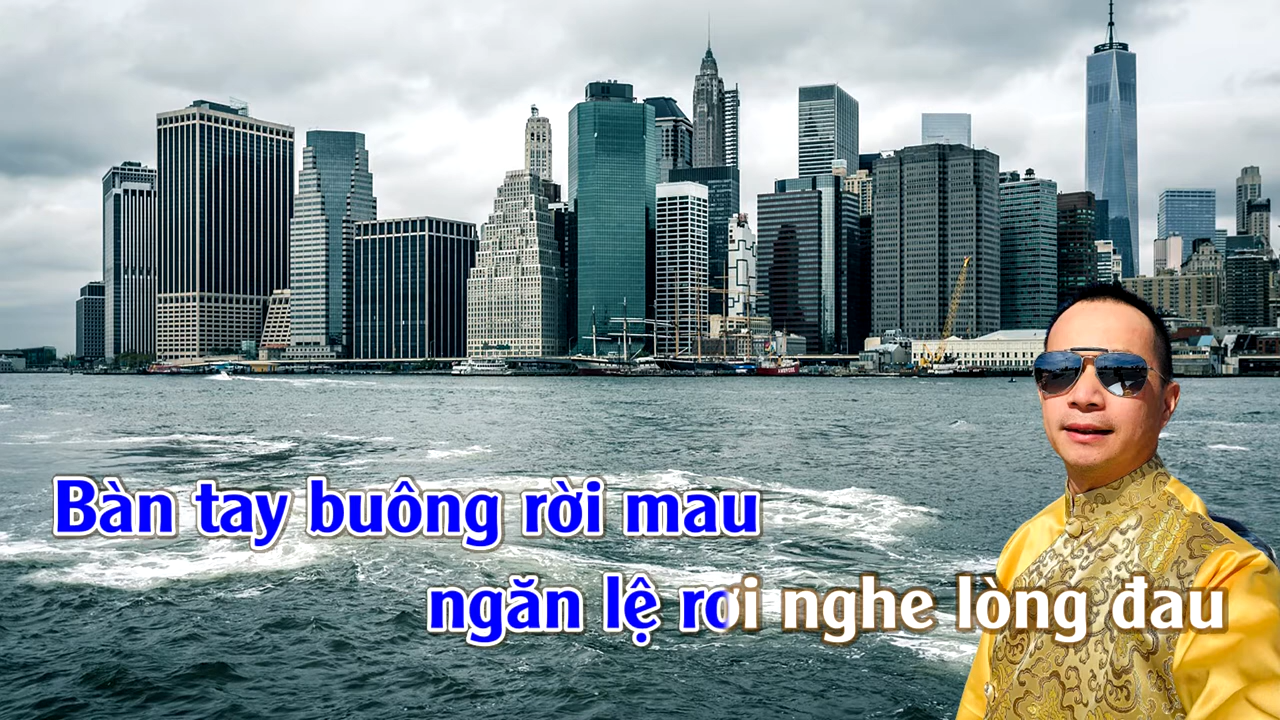 Bàn tay buông rời mau
ngăn lệ rơi nghe lòng đau